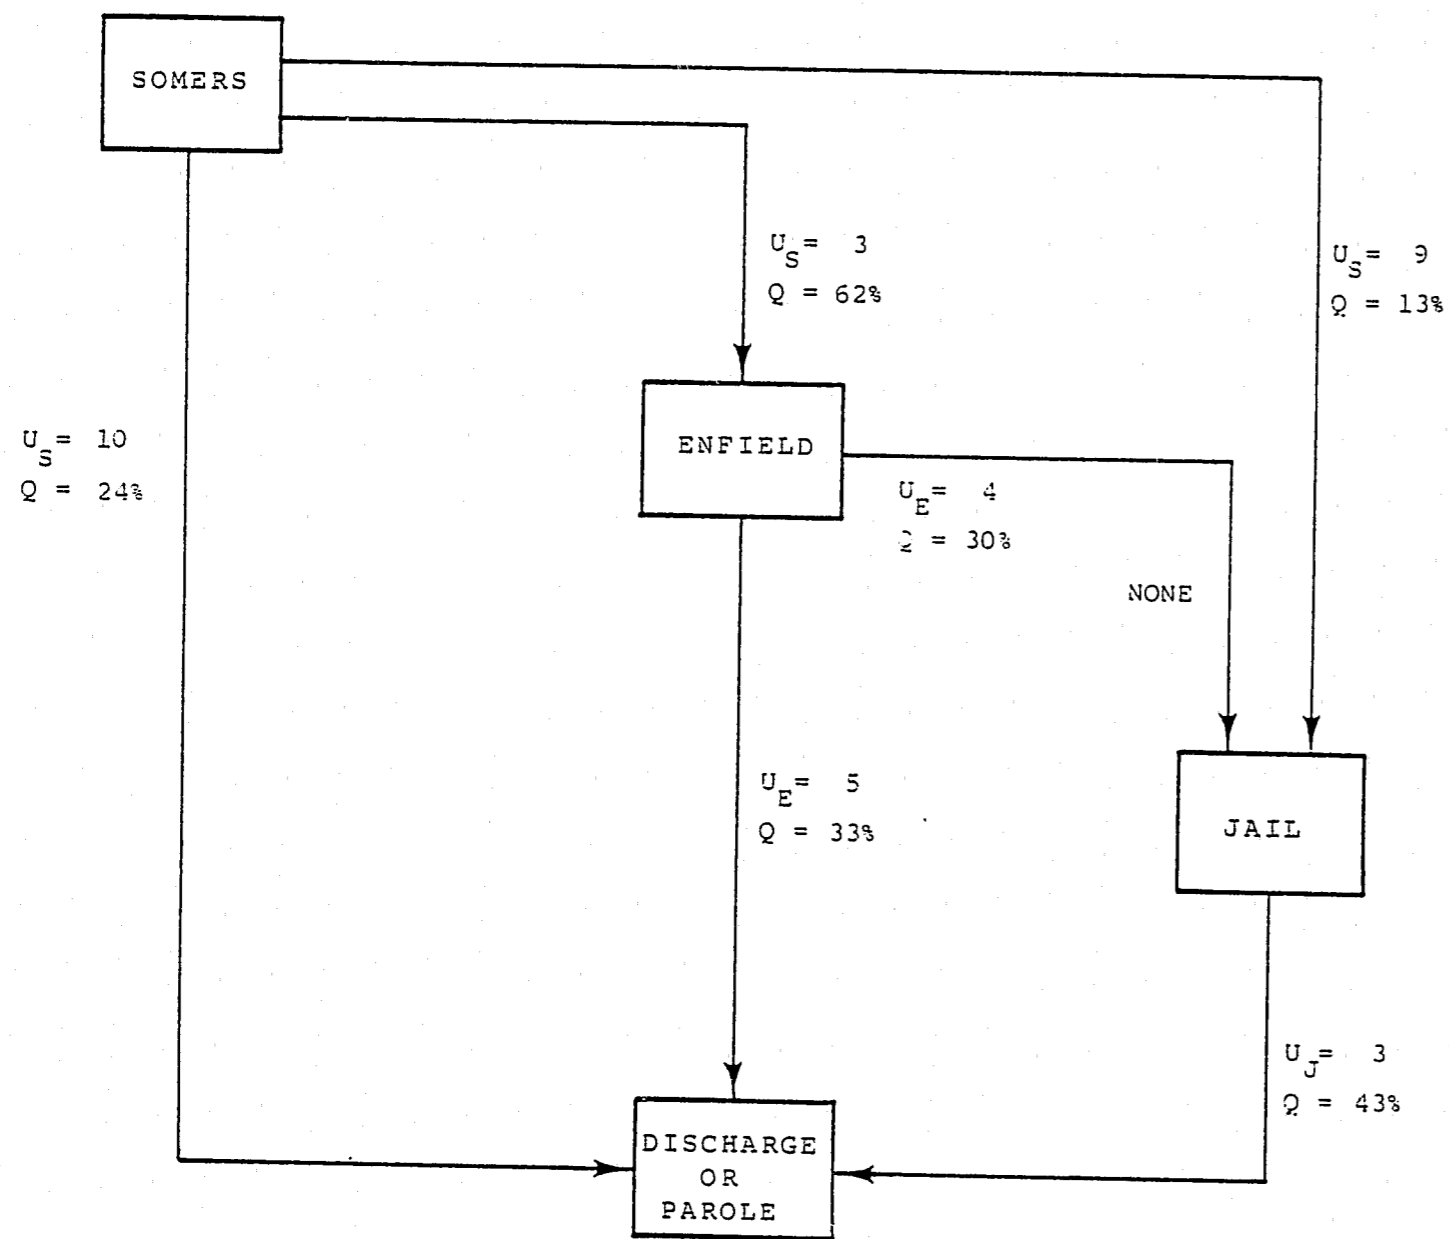 SOMERS
U_S= 3
Q = 62%
U_S= 9
Q = 13%
U_S= 10
Q = 24%
ENFIELD
U_E= 4
Q = 30%
NONE
U_E= 5
Q = 33%
JAIL
U_J= 3
Q = 43%
DISCHARGE
OR
PAROLE